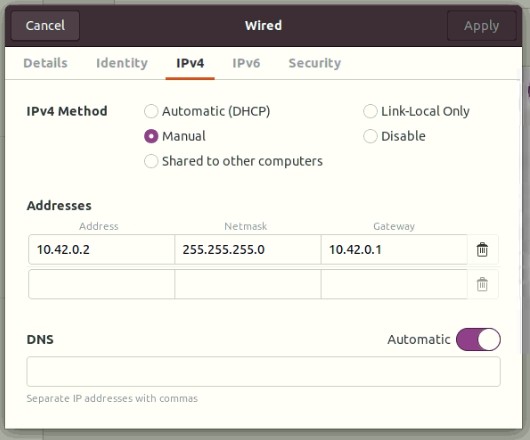 Cancel Wired Apply
Details Identity IPv4 IPv6 Security
IPv4 Method Automatic (DHCP) Link-Local Only
Manual Disable
Shared to other computers
Addresses
Address Netmask Gateway
10.42.0.2 255.255.255.0 10.42.0.1
DNS Automatic
Separate IP addresses with commas